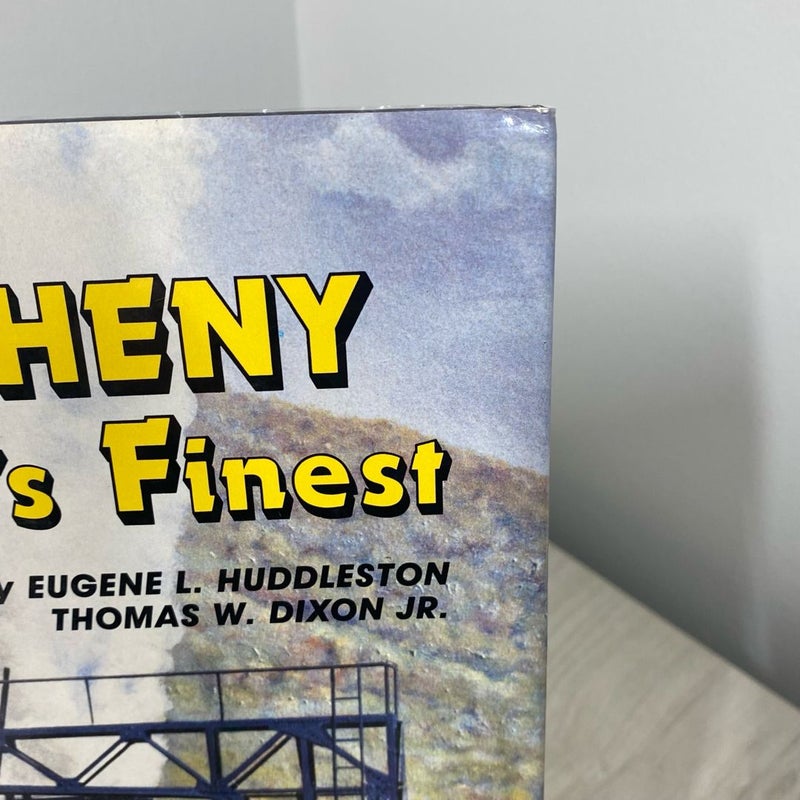 HENY
's Finest
y EUGENE L. HUDDLESTON
THOMAS W. DIXON JR.